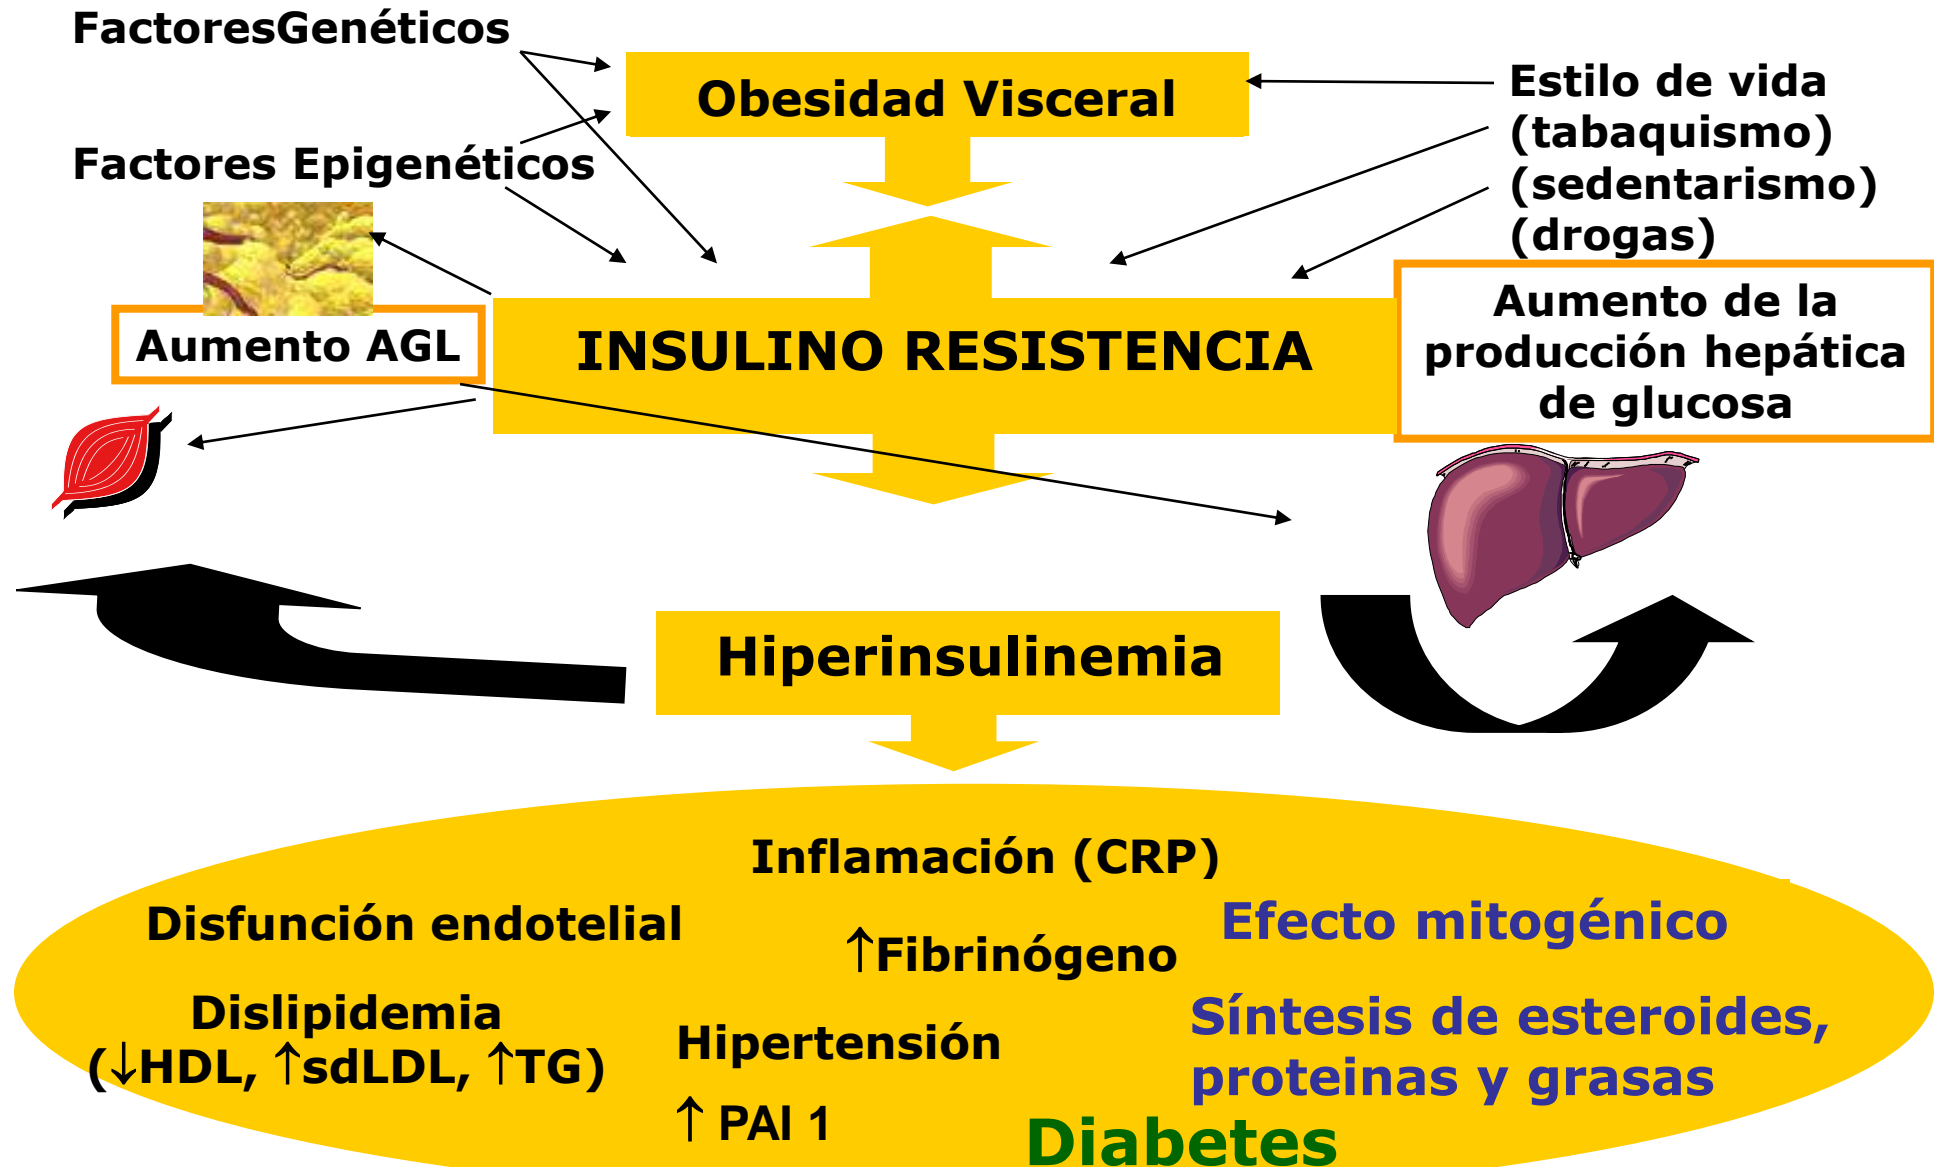 FactoresGenéticos
Obesidad Visceral
Estilo de vida
(tabaquismo)
(sedentarismo)
(drogas)
Factores Epigenéticos
Aumento AGL
INSULINO RESISTENCIA
Aumento de la
producción hepática
de glucosa
Hiperinsulinemia
Inflamación (CRP)
Disfunción endotelial
↑Fibrinógeno
Efecto mitogénico
Dislipidemia
(↓HDL, ↑sdLDL, ↑TG)
Hipertensión
Síntesis de esteroides,
proteinas y grasas
↑ PAI 1
Diabetes